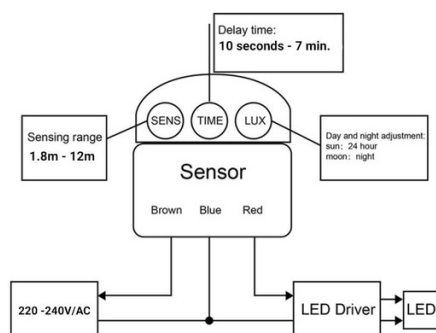 Delay time:
10 seconds - 7 min.
SENS
TIME
LUX
Sensing range
1.8m - 12m
Day and night adjustment:
sun: 24 hour
moon: night
Sensor
Brown
Blue
Red
220 -240V/AC
LED Driver
LED